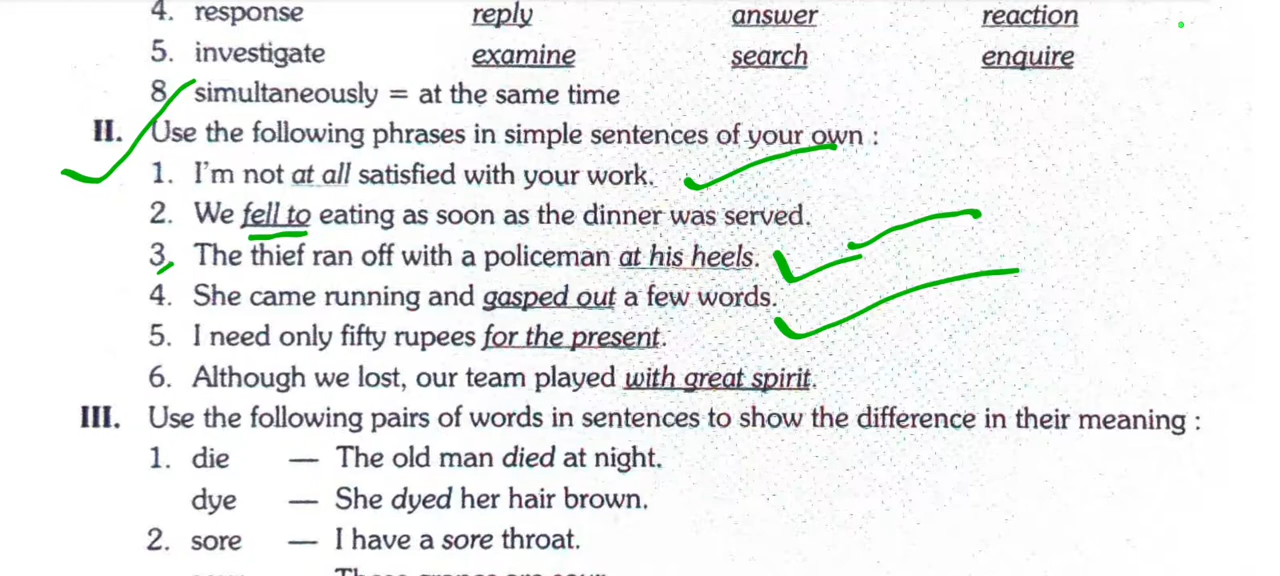 4. response reply answer reaction
5. investigate examine search enquire
8. simultaneously = at the same time
II. Use the following phrases in simple sentences of your own :
1. I'm not at all satisfied with your work.
2. We fell to eating as soon as the dinner was served.
3. The thief ran off with a policeman at his heels.
4. She came running and gasped out a few words.
5. I need only fifty rupees for the present.
6. Although we lost, our team played with great spirit.
III. Use the following pairs of words in sentences to show the difference in their meaning :
1. die — The old man died at night.
dye — She dyed her hair brown.
2. sore — I have a sore throat.